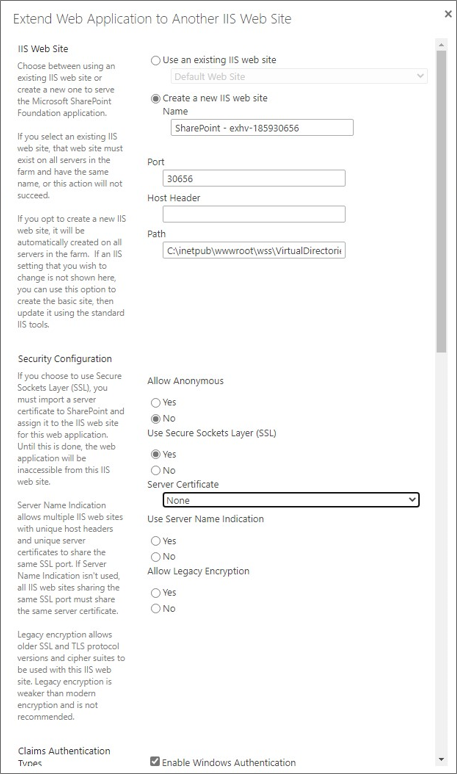 Extend Web Application to Another IIS Web Site
IIS Web Site
Choose between using an
existing IIS web site or
create a new one to serve
the Microsoft SharePoint
Foundation application.
If you select an existing IIS
web site, that web site must
exist on all servers in the
farm and have the same
name, or this action will not
succeed.
If you opt to create a new IIS
web site, it will be
automatically created on all
servers in the farm. If an IIS
setting that you wish to
change is not shown here,
you can use this option to
create the basic site, then
update it using the standard
IIS tools.
Use an existing IIS web site
Default Web Site
Create a new IIS web site
Name
SharePoint - exhv-185930656
Port
30656
Host Header
Path
C:\inetpub\wwwroot\wss\VirtualDirectorie
Security Configuration
If you choose to use Secure
Sockets Layer (SSL), you
must import a server
certificate to SharePoint and
assign it to the IIS web site
for this web application.
Until this is done, the web
application will be
inaccessible from this IIS
web site.
Server Name Indication
allows multiple IIS web sites
with unique host headers
and unique server
certificates to share the
same SSL port. If Server
Name Indication isn't used,
all IIS web sites sharing the
same SSL port must share
the same server certificate.
Legacy encryption allows
older SSL and TLS protocol
versions and cipher suites to
be used with this IIS web
site. Legacy encryption is
weaker than modern
encryption and is not
recommended.
Allow Anonymous
Yes
No
Use Secure Sockets Layer (SSL)
Yes
No
Server Certificate
None
Use Server Name Indication
Yes
No
Allow Legacy Encryption
Yes
No
Claims Authentication
Types
Enable Windows Authentication